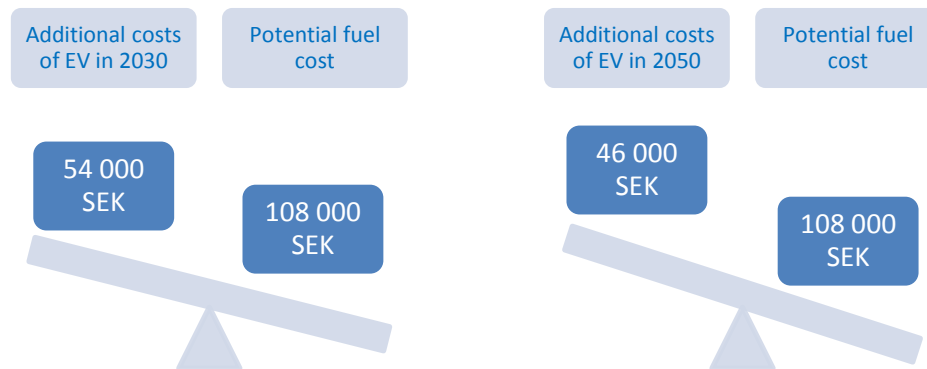 Additional costs
of EV in 2030
Potential fuel
cost
54 000
SEK
108 000
SEK
Additional costs
of EV in 2050
Potential fuel
cost
46 000
SEK
108 000
SEK